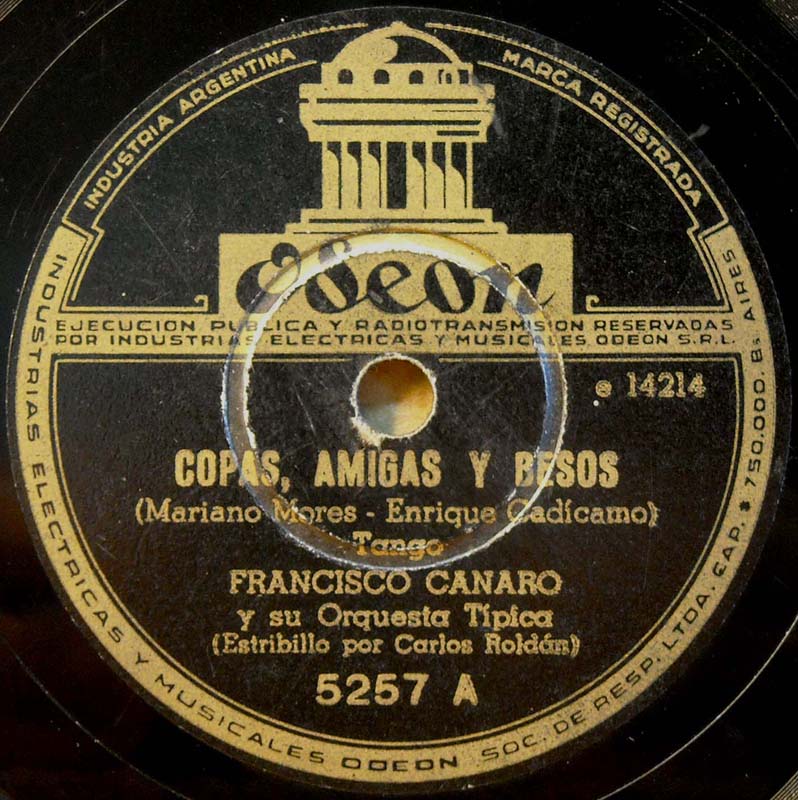 INDUSTRIA ARGENTINA
MARCA REGISTRADA
Odeon
EJECUCION PUBLICA Y RADIOTRANSMISION RESERVADAS
POR INDUSTRIAS ELECTRICAS Y MUSICALES ODEON S.R.L.
e 14214
COPAS, AMIGAS Y BESOS
(Mariano Mores - Enrique Cadícamo)
Tango
FRANCISCO CANARO
y su Orquesta Típica
(Estribillo por Carlos Roldán)
5257 A
INDUSTRIAS ELECTRICAS Y MUSICALES ODEON SOC. DE RESP. LTDA. CAP. $ 750.000. B. AIRES